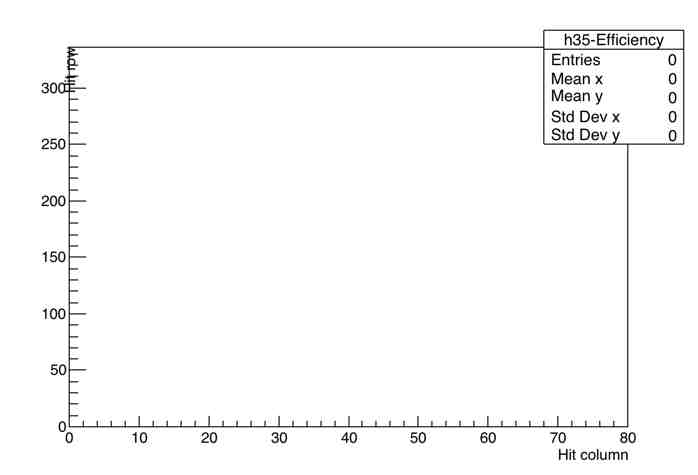 h35-Efficiency
Entries 0
Mean x 0
Mean y 0
Std Dev x 0
Std Dev y 0
Hit row
300
250
200
150
100
50
0
0 10 20 30 40 50 60 70 80
Hit column